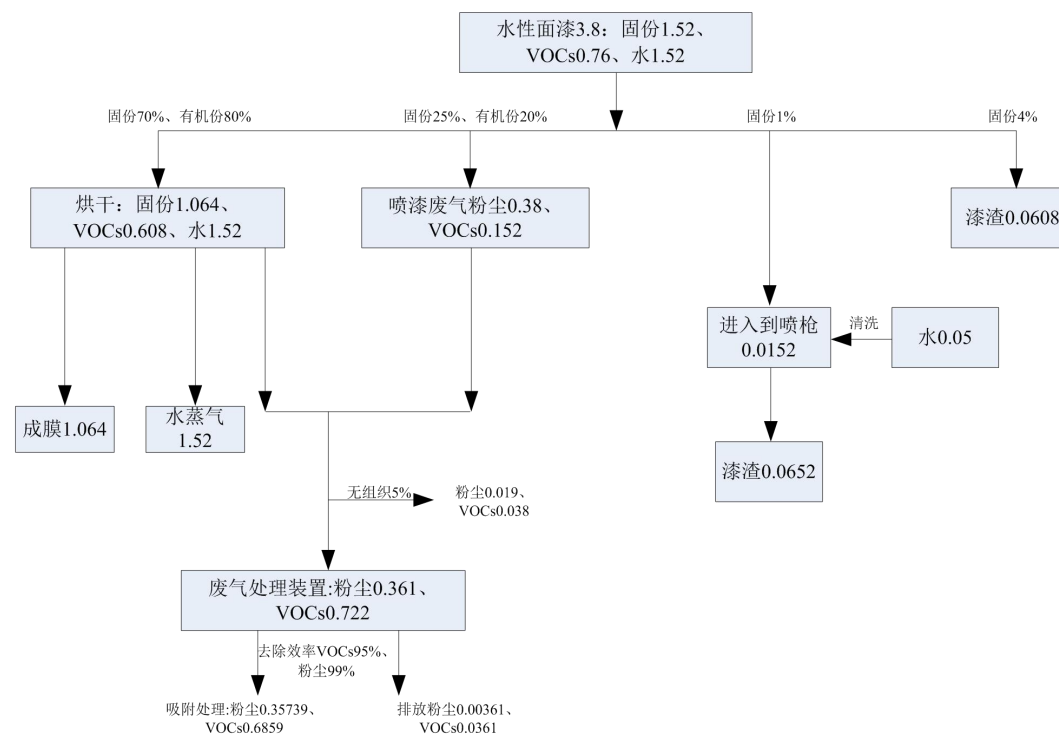 水性面漆3.8：固份1.52、
VOCs0.76、水1.52
固份70%、有机份80%
固份25%、有机份20%
固份1%
固份4%
烘干：固份1.064、
VOCs0.608、水1.52
喷漆废气粉尘0.38、
VOCs0.152
漆渣0.0608
进入到喷枪
0.0152
清洗
水0.05
成膜1.064
水蒸气
1.52
漆渣0.0652
无组织5%
粉尘0.019、
VOCs0.038
废气处理装置:粉尘0.361、
VOCs0.722
去除效率VOCs95%、
粉尘99%
吸附处理:粉尘0.35739、
VOCs0.6859
排放粉尘0.00361、
VOCs0.0361